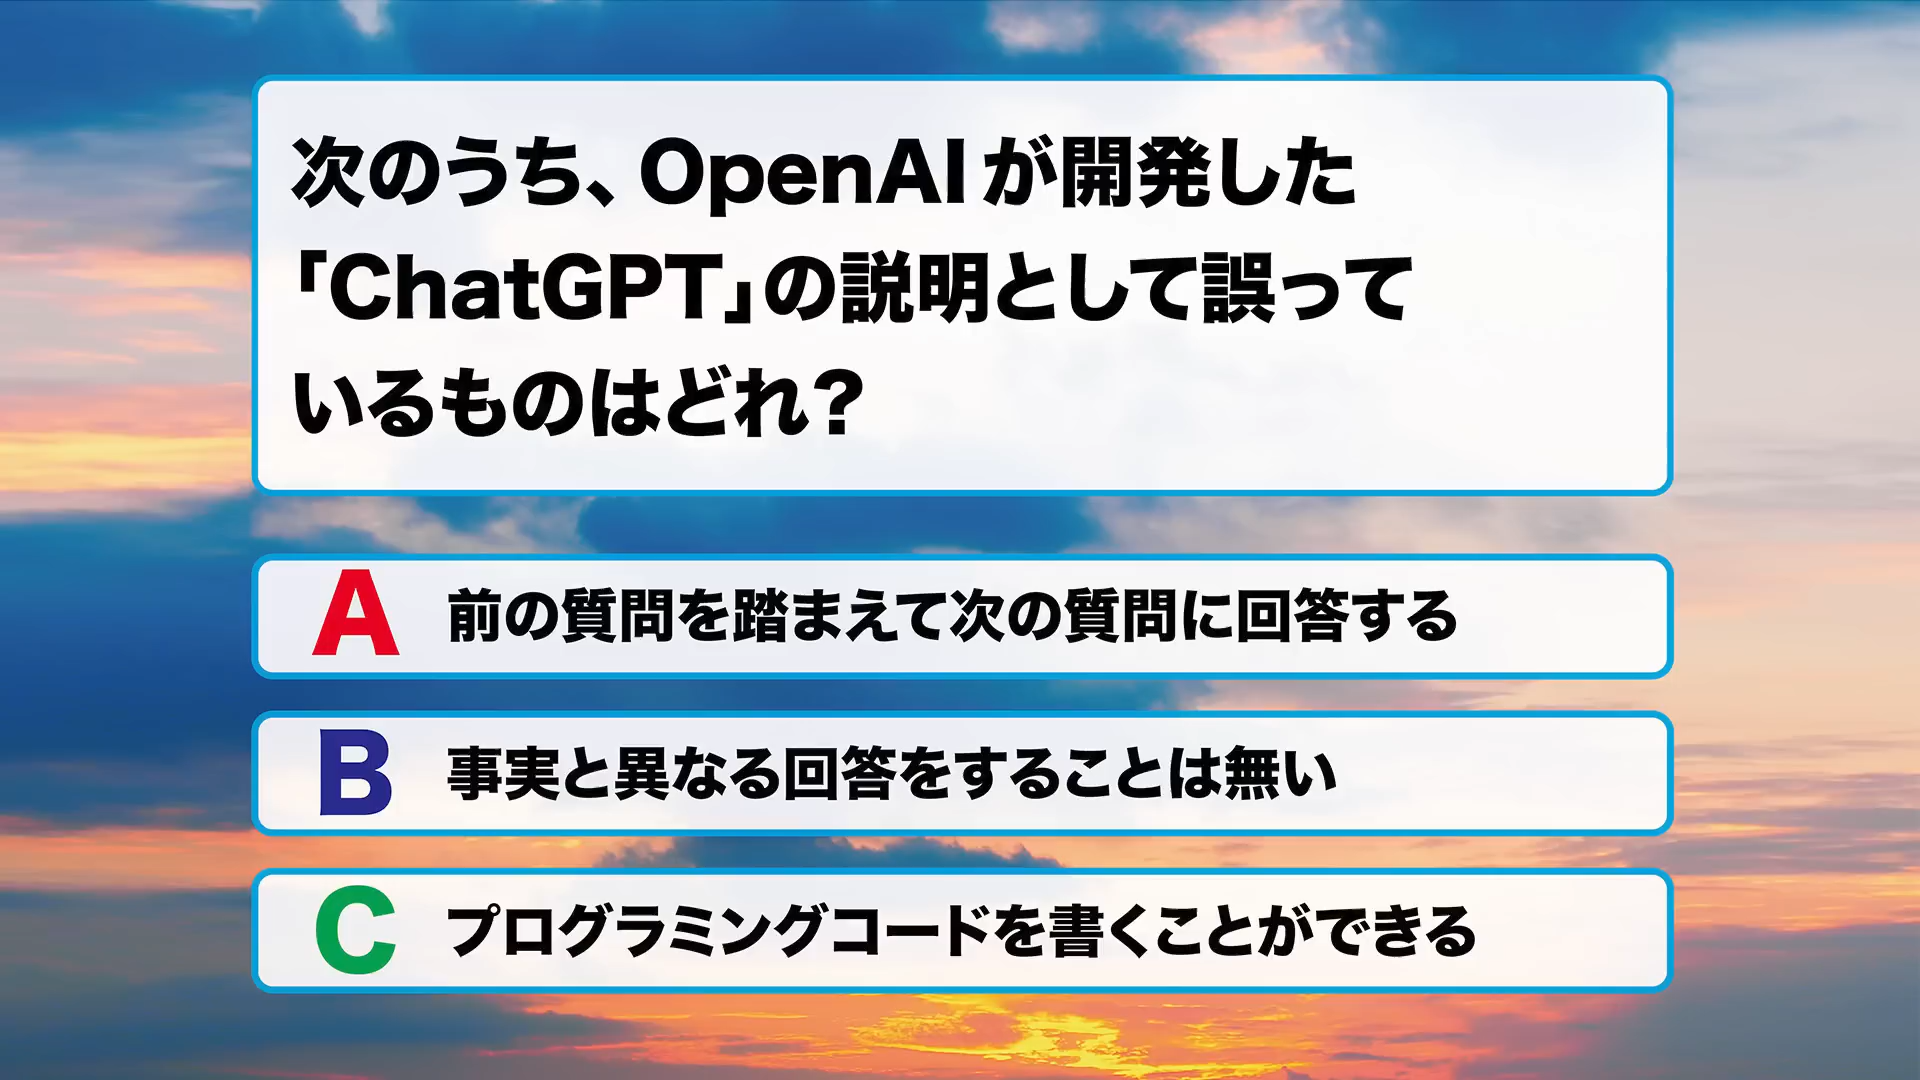 次のうち、OpenAIが開発した
「ChatGPT」の説明として誤って
いるものはどれ？
A 前の質問を踏まえて次の質問に回答する
B 事実と異なる回答をすることは無い
C プログラミングコードを書くことができる